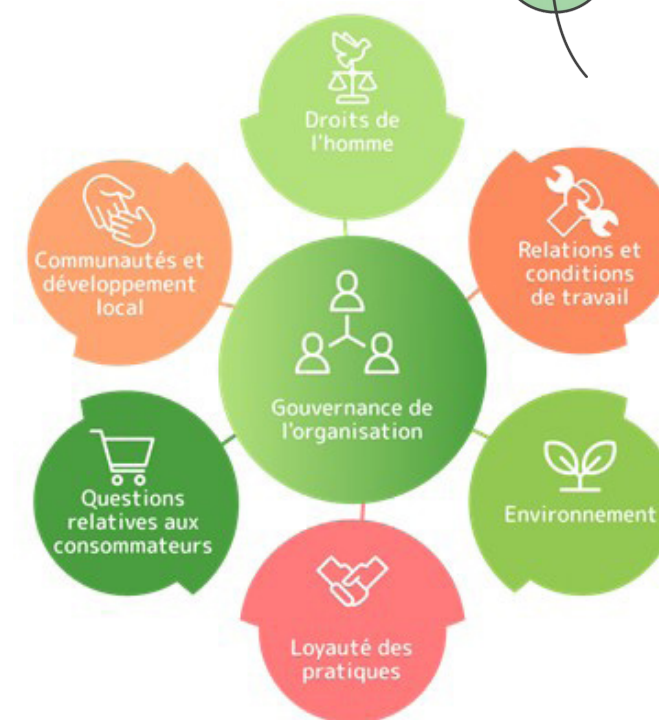 Droits de
l'homme
Relations et
conditions
de travail
Environnement
Loyauté des
pratiques
Questions
relatives aux
consommateurs
Communautés et
développement
local
Gouvernance de
l'organisation